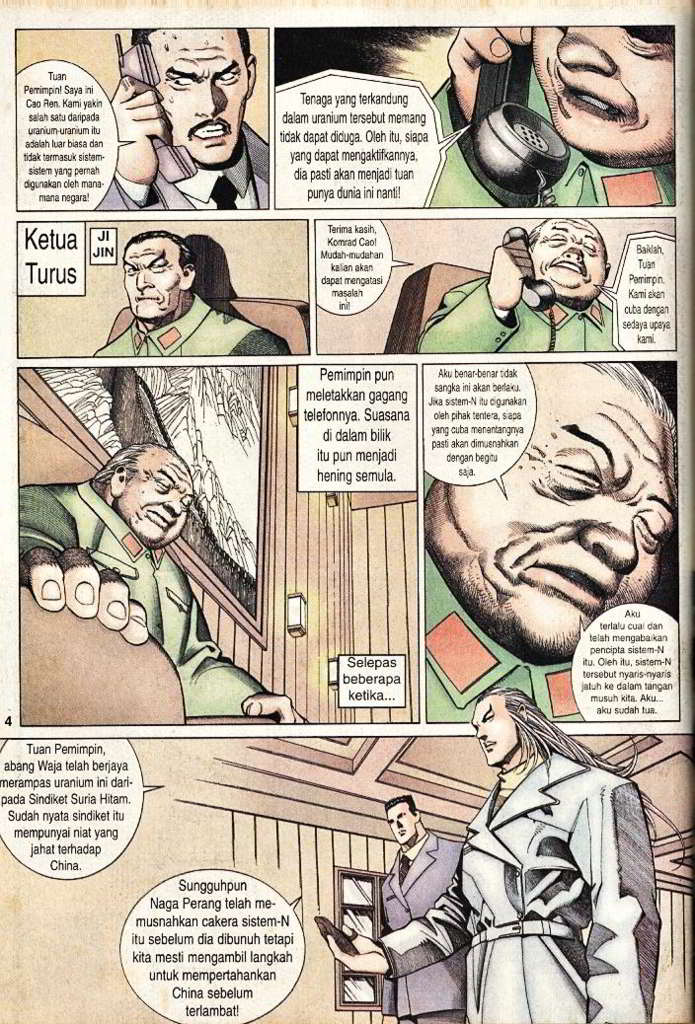 Tuan
Pemimpin! Saya ini
Cao Ren. Kami yakin
salah satu daripada
uranium-uranium itu
adalah luar biasa dan
tidak termasuk sistem-
sistem yang pernah
digunakan oleh mana-
mana negara!
Tenaga yang terkandung
dalam uranium tersebut memang
tidak dapat diduga. Oleh itu, siapa
yang dapat mengaktifkannya,
dia pasti akan menjadi tuan
punya dunia ini nanti!
Ketua
Turus
JI
JIN
Terima kasih,
Komrad Cao!
Mudah-mudahan
kalian akan
dapat mengatasi
masalah
ini!
Baiklah,
Tuan
Pemimpin.
Kami akan
cuba dengan
sedaya upaya
kami.
Pemimpin pun
meletakkan gagang
telefonnya. Suasana
di dalam bilik
itu pun menjadi
hening semula.
Selepas
beberapa
ketika...
Aku benar-benar tidak
sangka ini akan berlaku.
Jika sistem-N itu digunakan
oleh pihak tentera, siapa
yang cuba menentangnya
pasti akan dimusnahkan
dengan begitu
saja.
Aku
terlalu cuai dan
telah mengabaikan
pencipta sistem-N
itu. Oleh itu, sistem-N
tersebut nyaris-nyaris
jatuh ke dalam tangan
musuh kita. Aku...
aku sudah tua.
4
Tuan Pemimpin,
abang Waja telah berjaya
merampas uranium ini dari-
pada Sindiket Suria Hitam.
Sudah nyata sindiket itu
mempunyai niat yang
jahat terhadap
China.
Sungguhpun
Naga Perang telah me-
musnahkan cakera sistem-N
itu sebelum dia dibunuh tetapi
kita mesti mengambil langkah
untuk mempertahankan
China sebelum
terlambat!